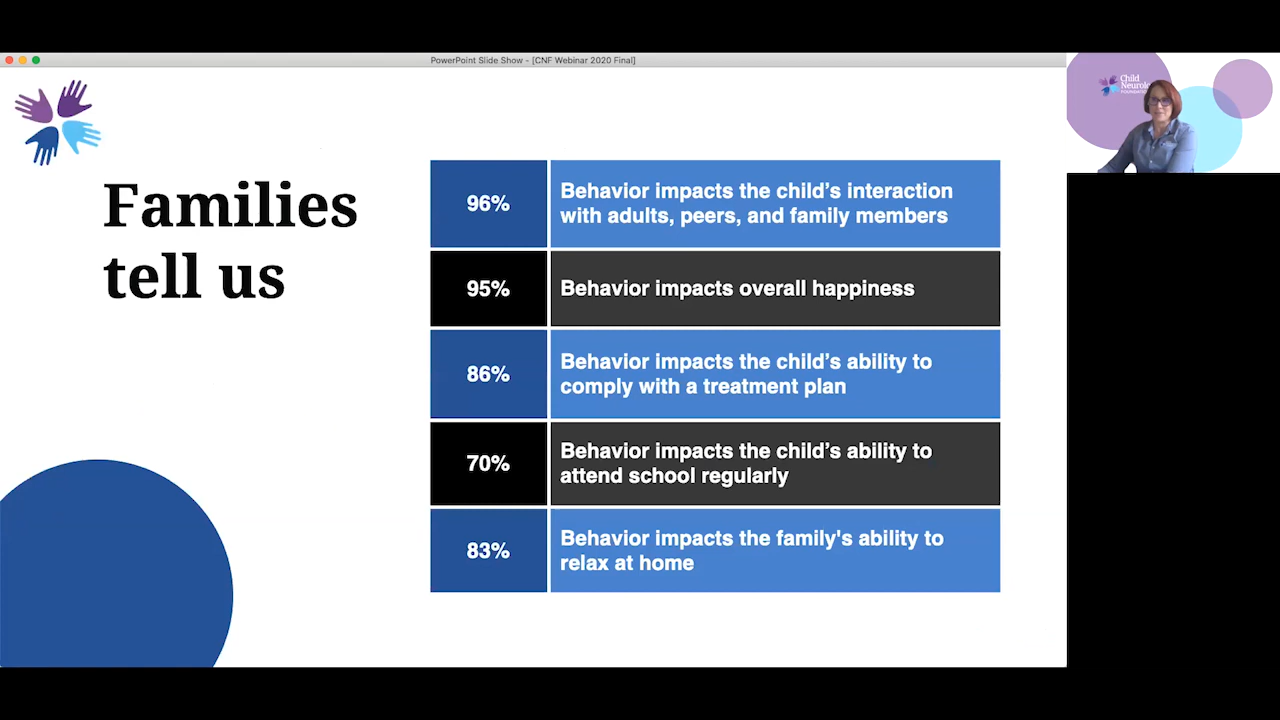 PowerPoint Slide Show - [CNF Webinar 2020 Final]
Families
tell us
96%
Behavior impacts the child’s interaction
with adults, peers, and family members
95%
Behavior impacts overall happiness
86%
Behavior impacts the child’s ability to
comply with a treatment plan
70%
Behavior impacts the child’s ability to
attend school regularly
83%
Behavior impacts the family's ability to
relax at home
Child